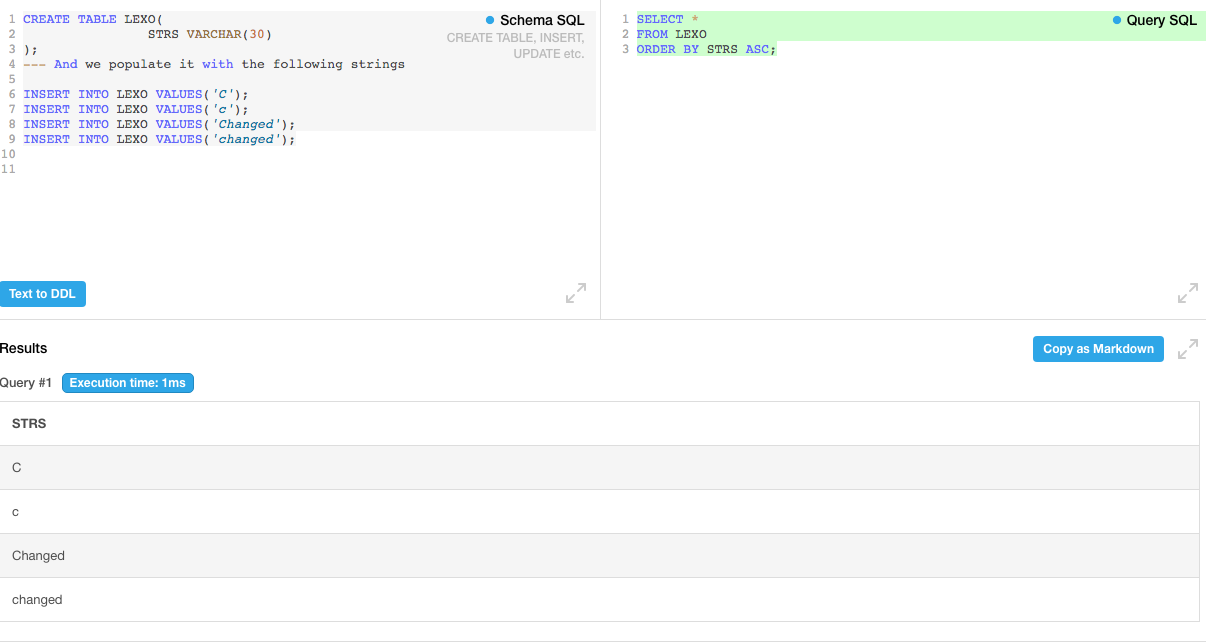 1 CREATE TABLE LEXO(
2 STRS VARCHAR(30)
3 );
4 --- And we populate it with the following strings
5
6 INSERT INTO LEXO VALUES('C');
7 INSERT INTO LEXO VALUES('c');
8 INSERT INTO LEXO VALUES('Changed');
9 INSERT INTO LEXO VALUES('changed');
10
11
Schema SQL
CREATE TABLE, INSERT,
UPDATE etc.
Text to DDL
1 SELECT *
2 FROM LEXO
3 ORDER BY STRS ASC;
Query SQL
Results
Copy as Markdown
Query #1 Execution time: 1ms
STRS
C
c
Changed
changed